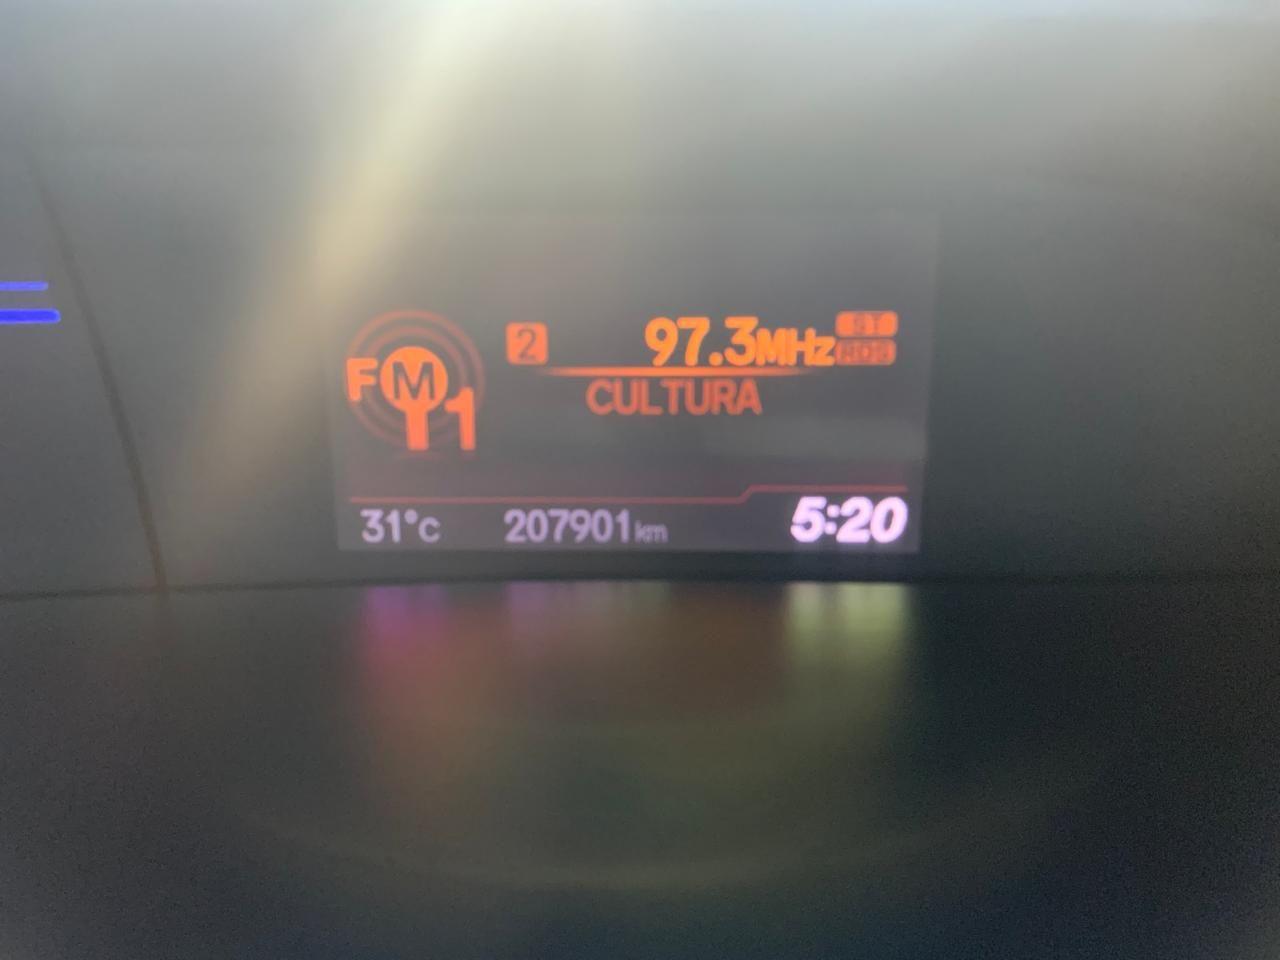 2 97.3MHz ST
RDS
FM1
CULTURA
31°C 207901km 5:20